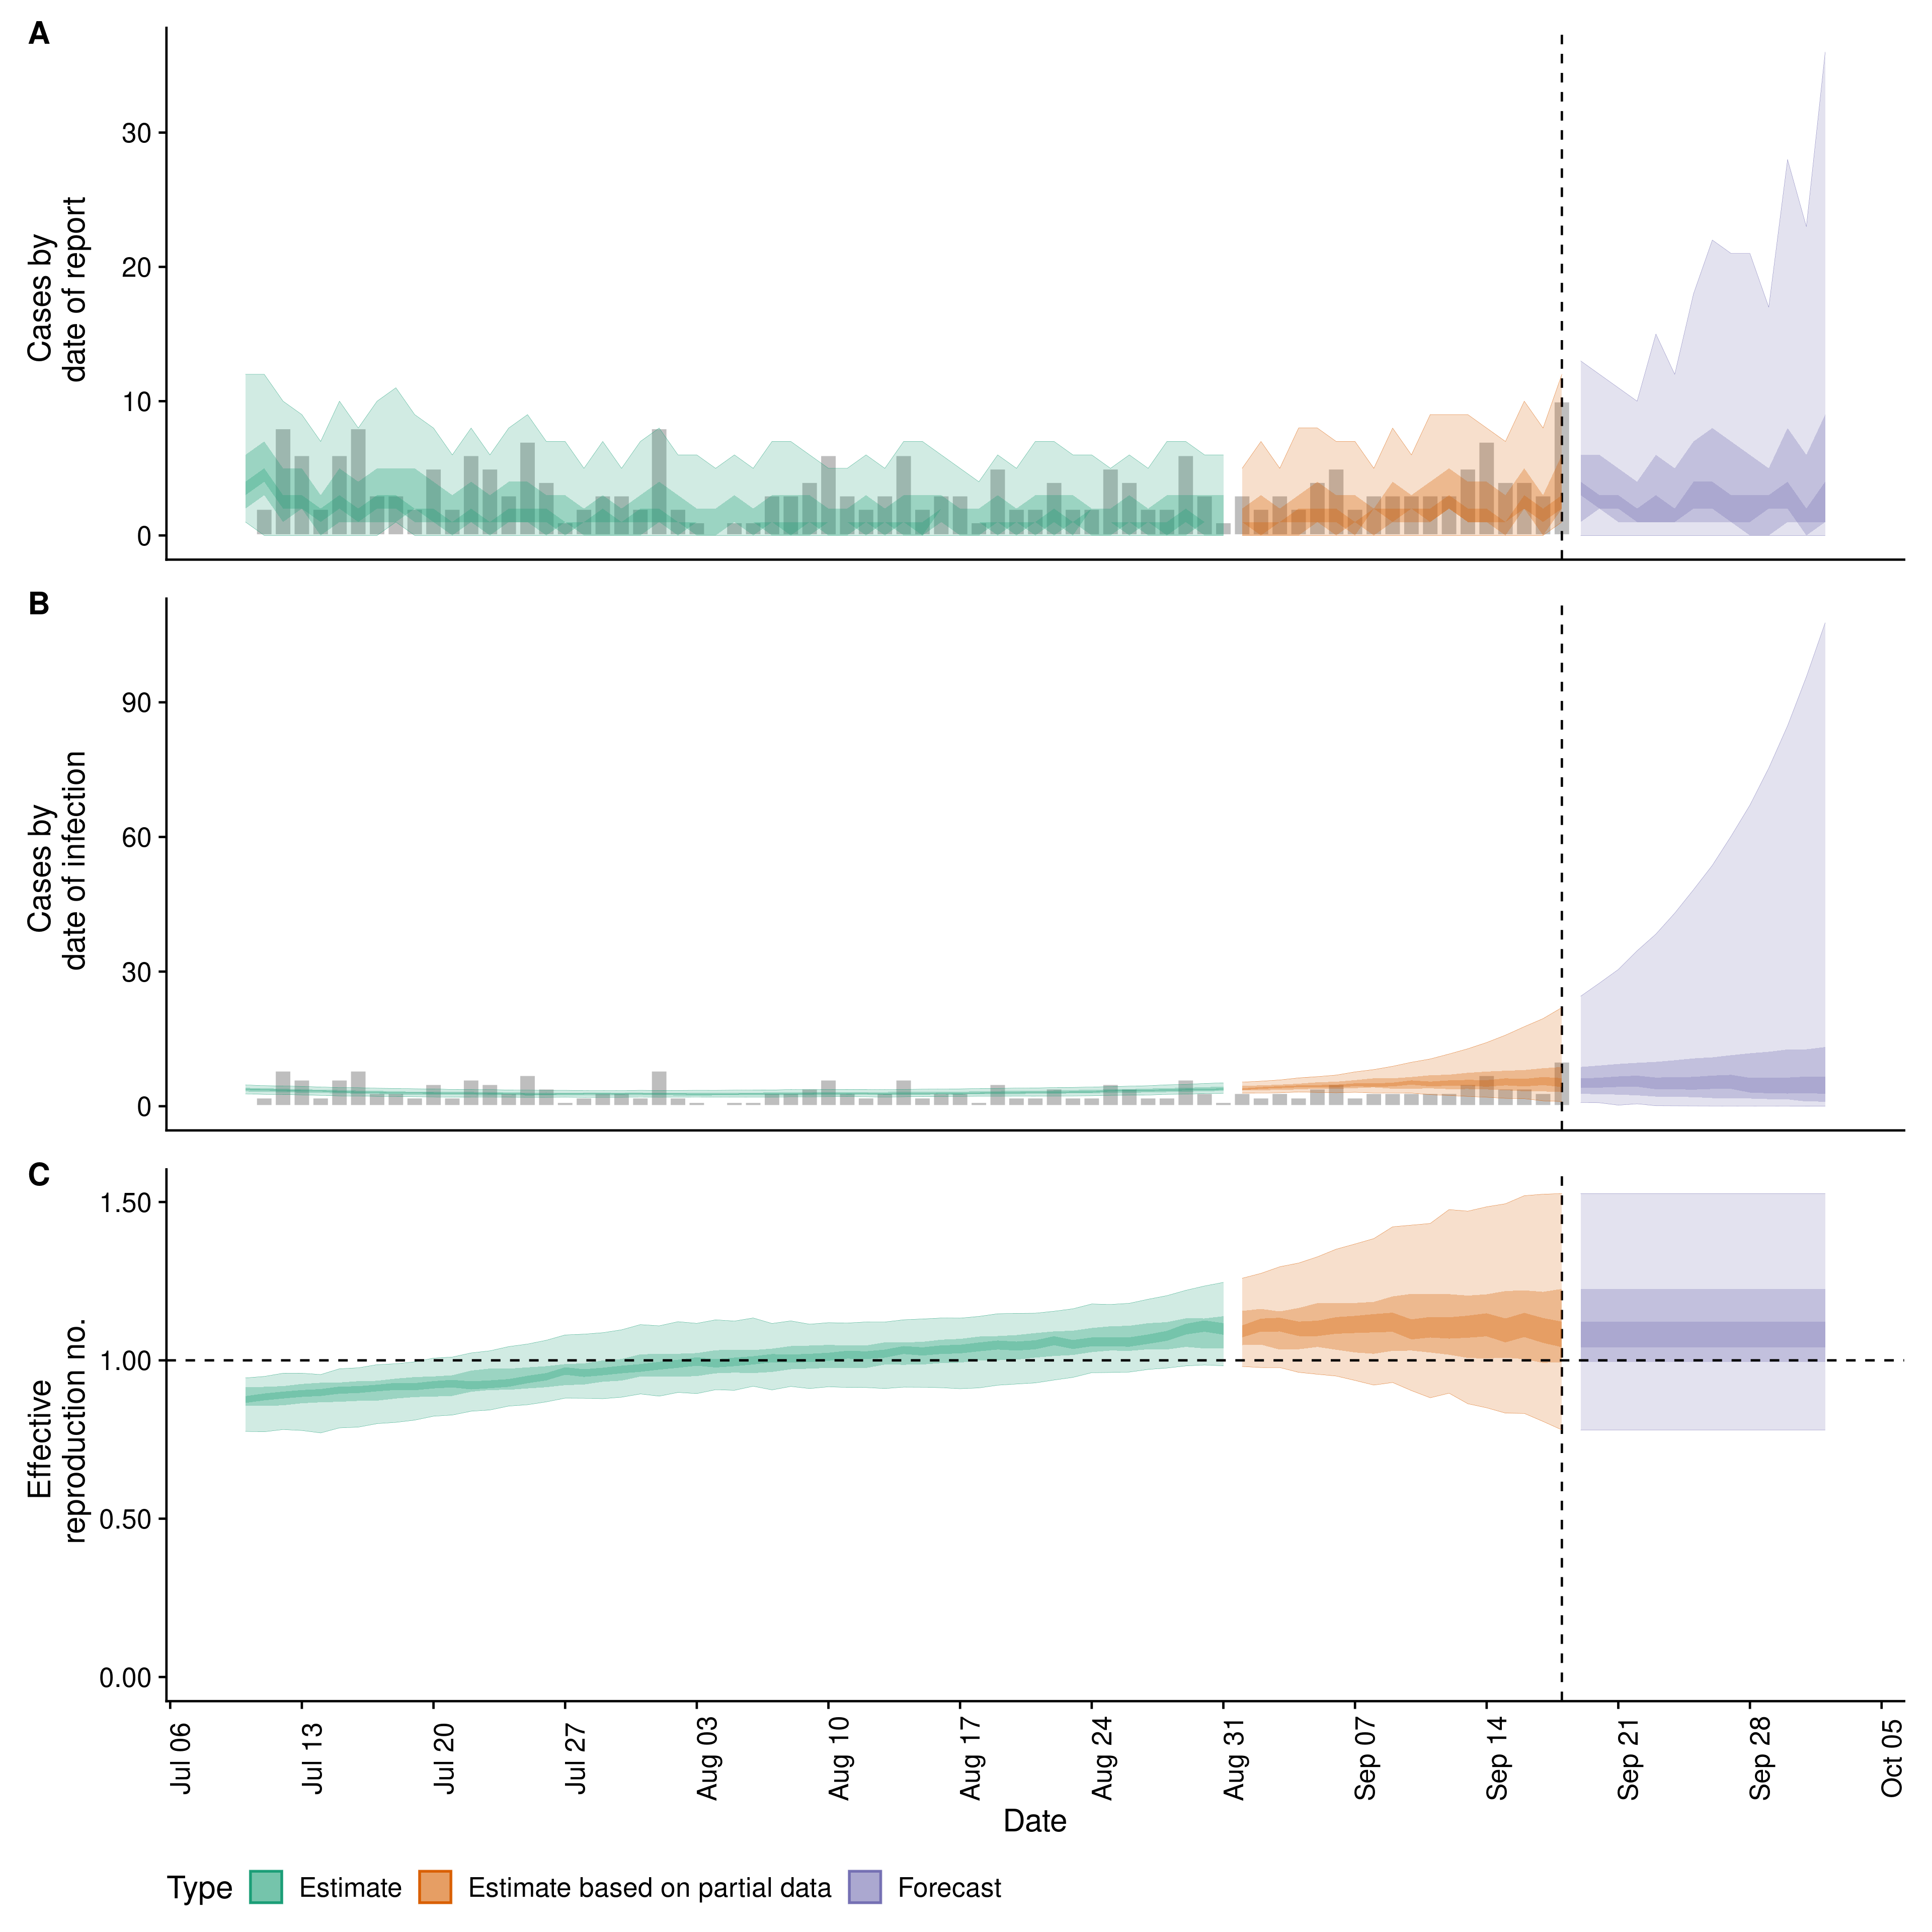 A
Cases by
date of report
30
20
10
0
B
Cases by
date of infection
90
60
30
0
C
Effective
reproduction no.
1.50
1.00
0.50
0.00
Jul 06
Jul 13
Jul 20
Jul 27
Aug 03
Aug 10
Aug 17
Aug 24
Aug 31
Sep 07
Sep 14
Sep 21
Sep 28
Oct 05
Date
Type
Estimate
Estimate based on partial data
Forecast